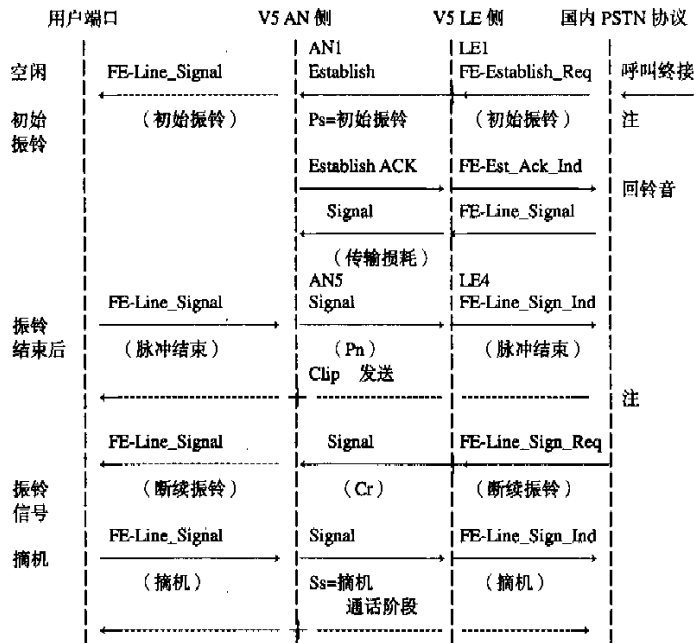 用户端口 V5 AN 侧 V5 LE 侧 国内 PSTN 协议
AN1 LE1
空闲 FE-Line_Signal Establish FE-Establish_Req 呼叫终接
初始振铃 （初始振铃） Ps=初始振铃 （初始振铃） 注
Establish ACK FE-Est_Ack_Ind
回铃音
Signal FE-Line_Signal
（传输损耗）
AN5 LE4
FE-Line_Signal Signal FE-Line_Sign_Ind
振铃结束后 （脉冲结束） （Pn） （脉冲结束）
Clip 发送
注
FE-Line_Signal Signal FE-Line_Sign_Req
振铃信号 （断续振铃） （Cr） （断续振铃）
FE-Line_Signal Signal FE-Line_Sign_Ind
摘机
（摘机） Ss=摘机 （摘机）
通话阶段